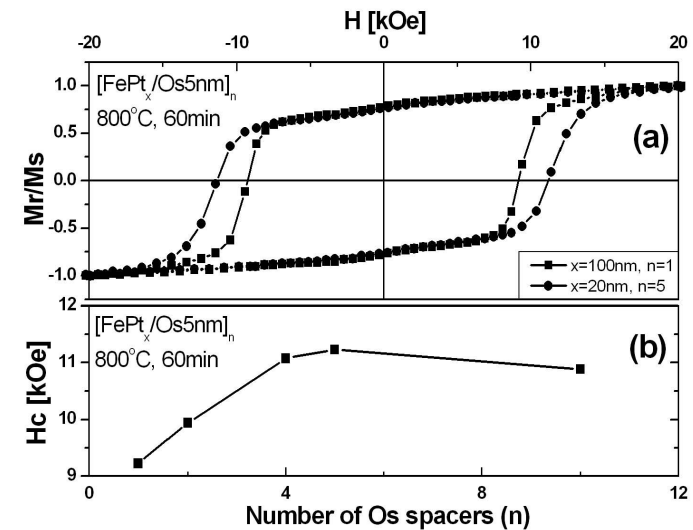 H [kOe]
-20 -10 0 10 20
[FePtx/Os5nm]n
800°C, 60min
(a)
Mr/Ms
1.0
0.5
0.0
-0.5
-1.0
x=100nm, n=1
x=20nm, n=5
[FePtx/Os5nm]n
800°C, 60min
(b)
Hc [kOe]
12
11
10
9
0 4 8 12
Number of Os spacers (n)